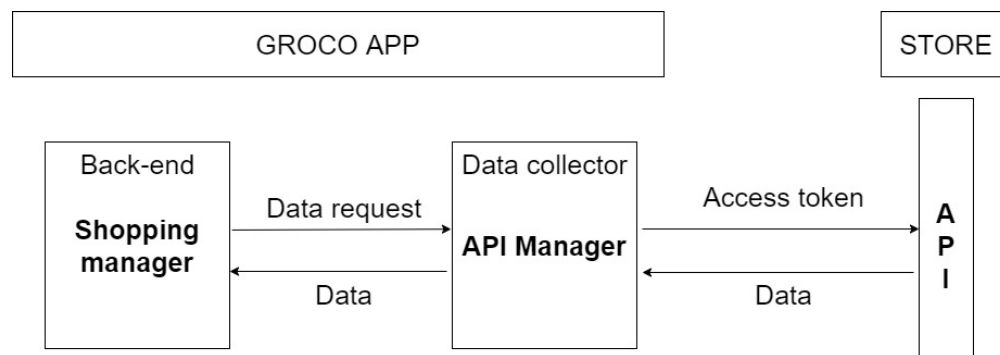 GROCO APP
STORE
Back-end
Shopping
manager
Data request
Data
Data collector
API Manager
Access token
Data
A
P
I